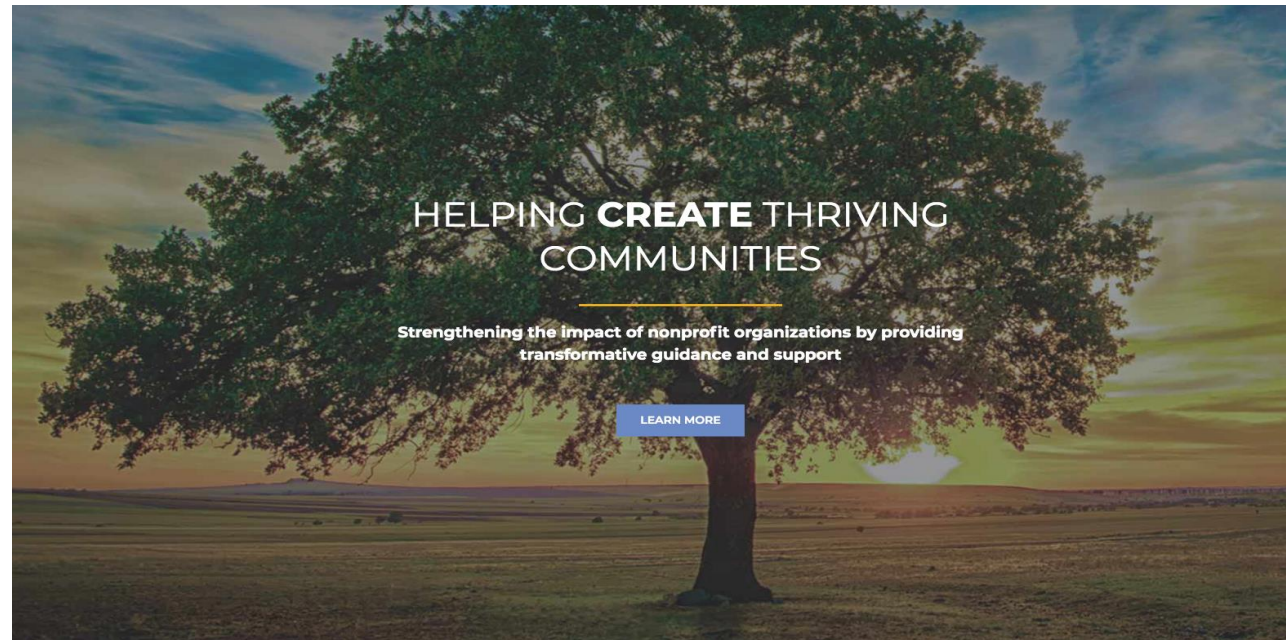 HELPING CREATE THRIVING
COMMUNITIES
Strengthening the impact of nonprofit organizations by providing
transformative guidance and support
LEARN MORE